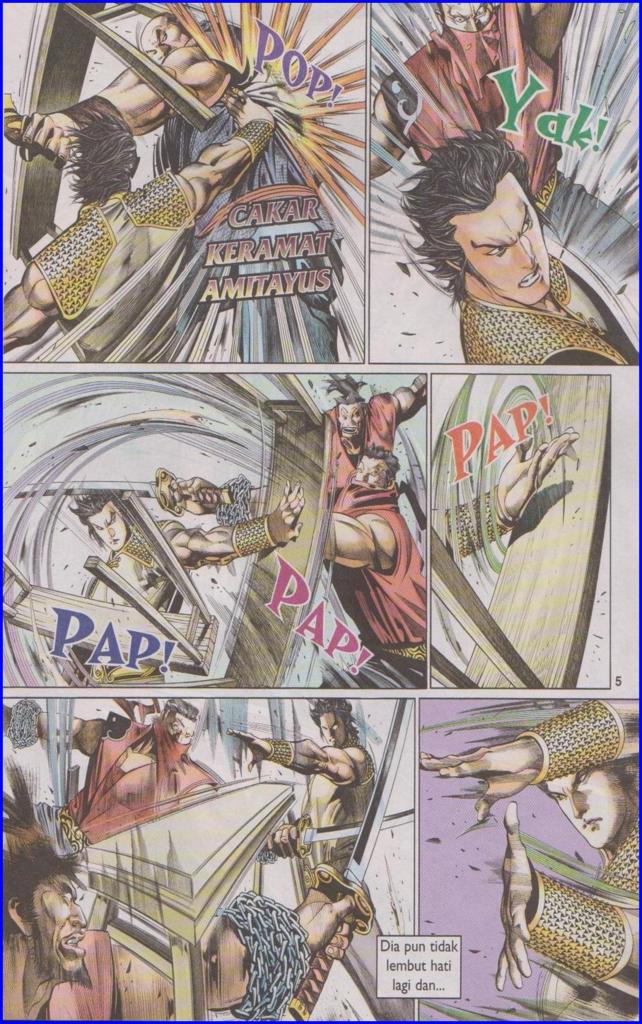 POP!
CAKAR
KERAMAT
AMITAYUS
Yak!
PAP!
PAP!
PAP!
5
Dia pun tidak
lembut hati
lagi dan...